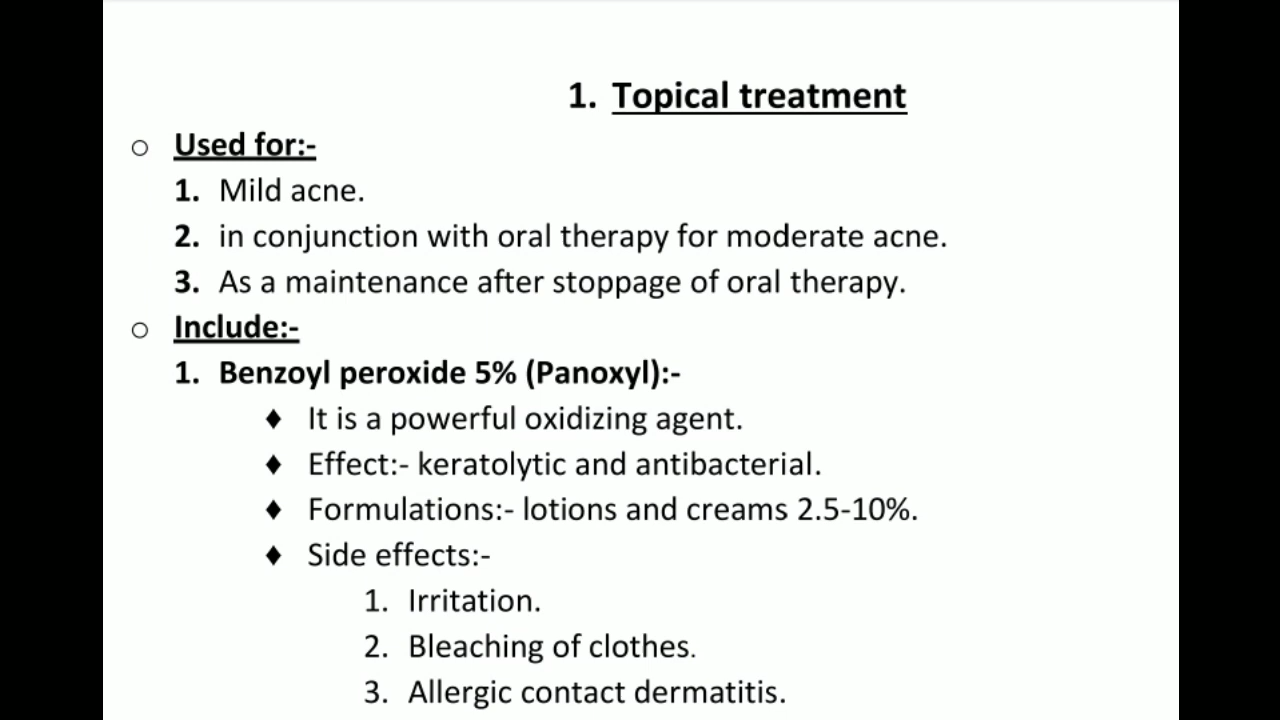 1. Topical treatment
○ Used for:-
1. Mild acne.
2. in conjunction with oral therapy for moderate acne.
3. As a maintenance after stoppage of oral therapy.
○ Include:-
1. Benzoyl peroxide 5% (Panoxyl):-
♦ It is a powerful oxidizing agent.
♦ Effect:- keratolytic and antibacterial.
♦ Formulations:- lotions and creams 2.5-10%.
♦ Side effects:-
1. Irritation.
2. Bleaching of clothes.
3. Allergic contact dermatitis.